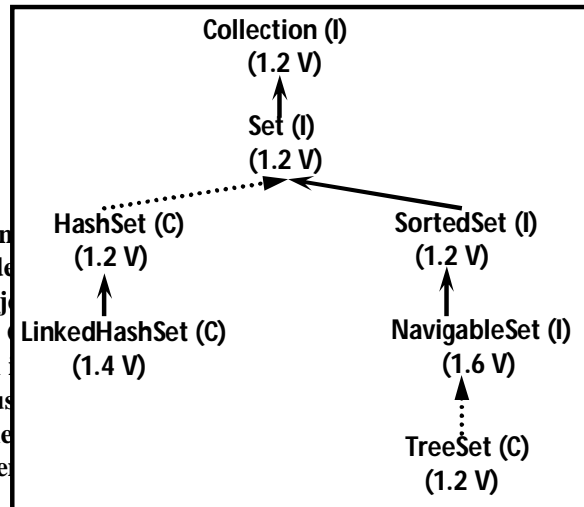 Collection (I)
(1.2 V)
Set (I)
(1.2 V)
HashSet (C)
(1.2 V)
SortedSet (I)
(1.2 V)
LinkedHashSet (C)
(1.4 V)
NavigableSet (I)
(1.6 V)
TreeSet (C)
(1.2 V)